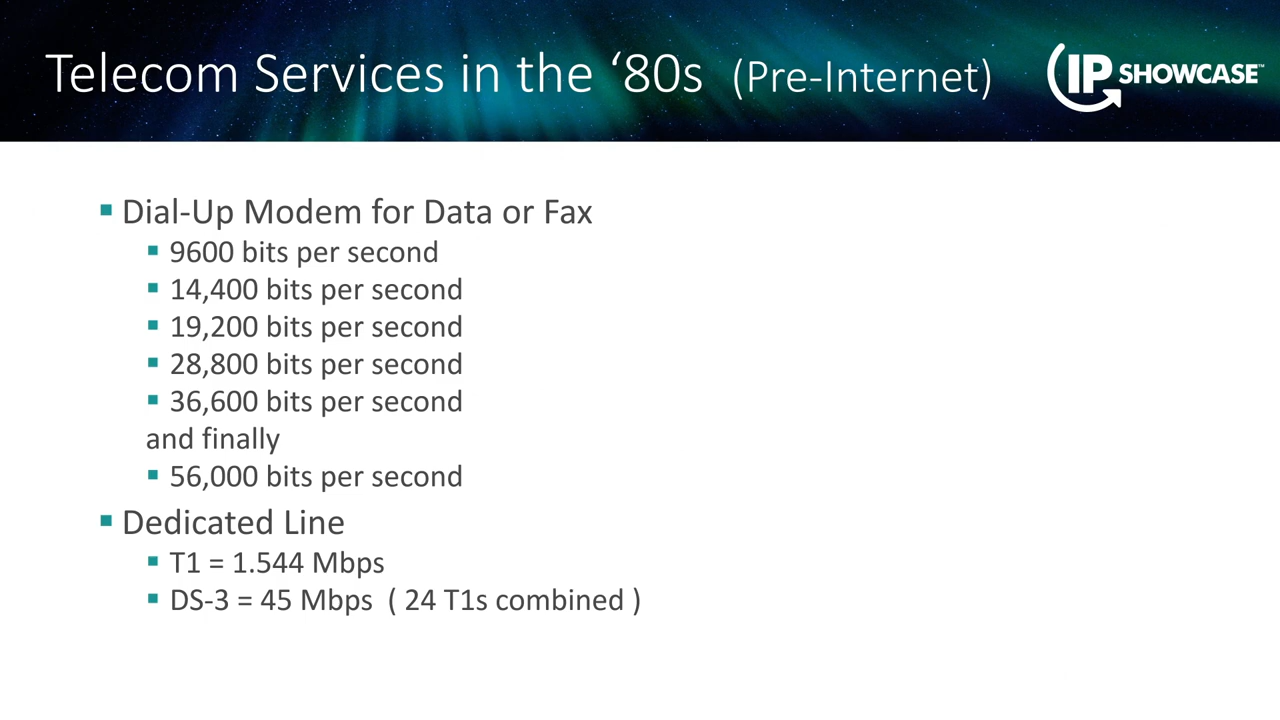 Telecom Services in the ‘80s (Pre-Internet)
IP SHOWCASE™
▪ Dial-Up Modem for Data or Fax
▪ 9600 bits per second
▪ 14,400 bits per second
▪ 19,200 bits per second
▪ 28,800 bits per second
▪ 36,600 bits per second
and finally
▪ 56,000 bits per second
▪ Dedicated Line
▪ T1 = 1.544 Mbps
▪ DS-3 = 45 Mbps ( 24 T1s combined )